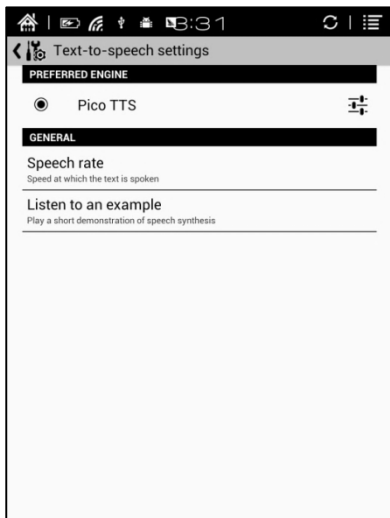 8:31
Text-to-speech settings
PREFERRED ENGINE
Pico TTS
GENERAL
Speech rate
Speed at which the text is spoken
Listen to an example
Play a short demonstration of speech synthesis